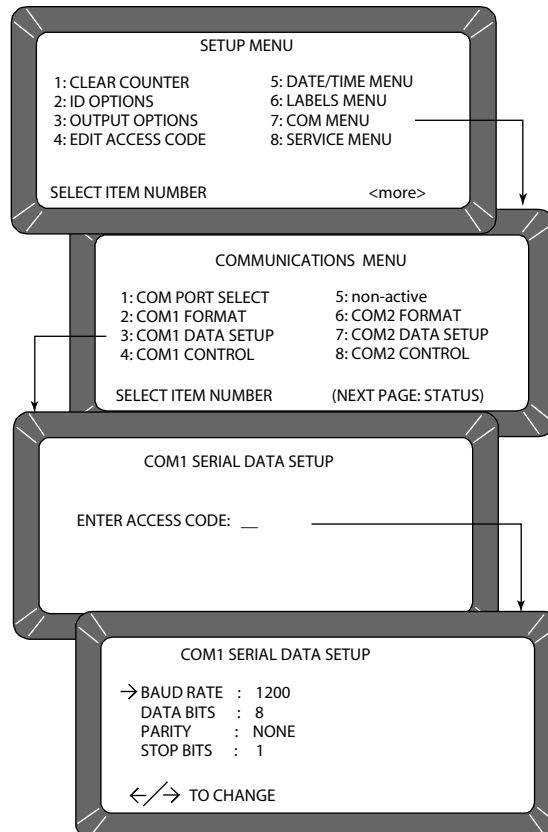 SETUP MENU
1: CLEAR COUNTER 5: DATE/TIME MENU
2: ID OPTIONS 6: LABELS MENU
3: OUTPUT OPTIONS 7: COM MENU
4: EDIT ACCESS CODE 8: SERVICE MENU
SELECT ITEM NUMBER <more>
COMMUNICATIONS MENU
1: COM PORT SELECT 5: non-active
2: COM1 FORMAT 6: COM2 FORMAT
3: COM1 DATA SETUP 7: COM2 DATA SETUP
4: COM1 CONTROL 8: COM2 CONTROL
SELECT ITEM NUMBER (NEXT PAGE: STATUS)
COM1 SERIAL DATA SETUP
ENTER ACCESS CODE: __
COM1 SERIAL DATA SETUP
→ BAUD RATE : 1200
DATA BITS : 8
PARITY : NONE
STOP BITS : 1
←/→ TO CHANGE